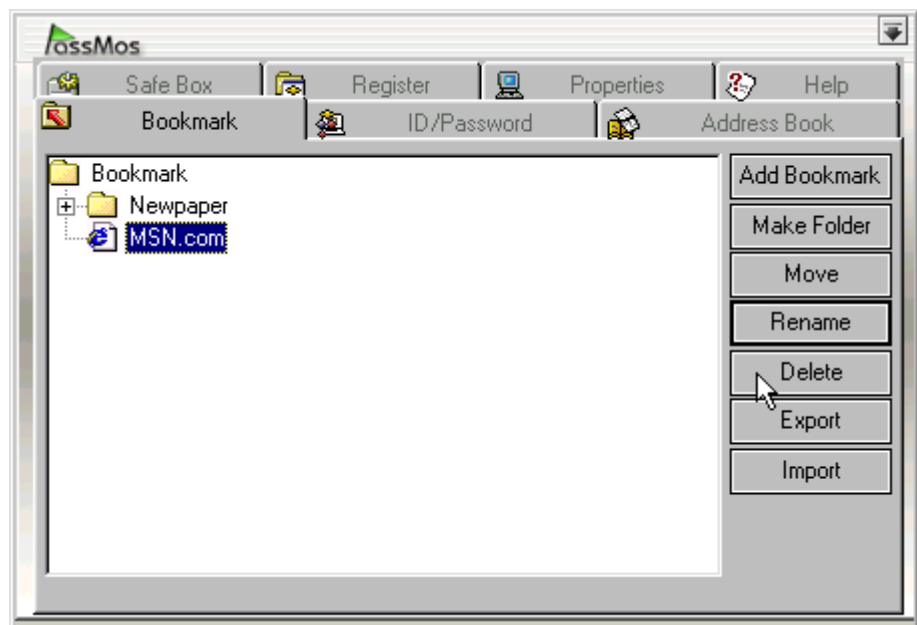 PassMos
Safe Box Register Properties Help
Bookmark ID/Password Address Book
Bookmark
Newpaper
MSN.com
Add Bookmark
Make Folder
Move
Rename
Delete
Export
Import